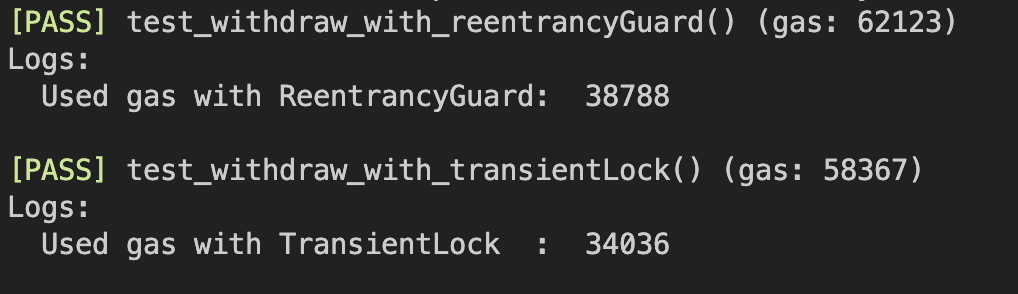 [PASS] test_withdraw_with_reentrancyGuard() (gas: 62123)
Logs:
  Used gas with ReentrancyGuard:  38788
[PASS] test_withdraw_with_transientLock() (gas: 58367)
Logs:
  Used gas with TransientLock  :  34036